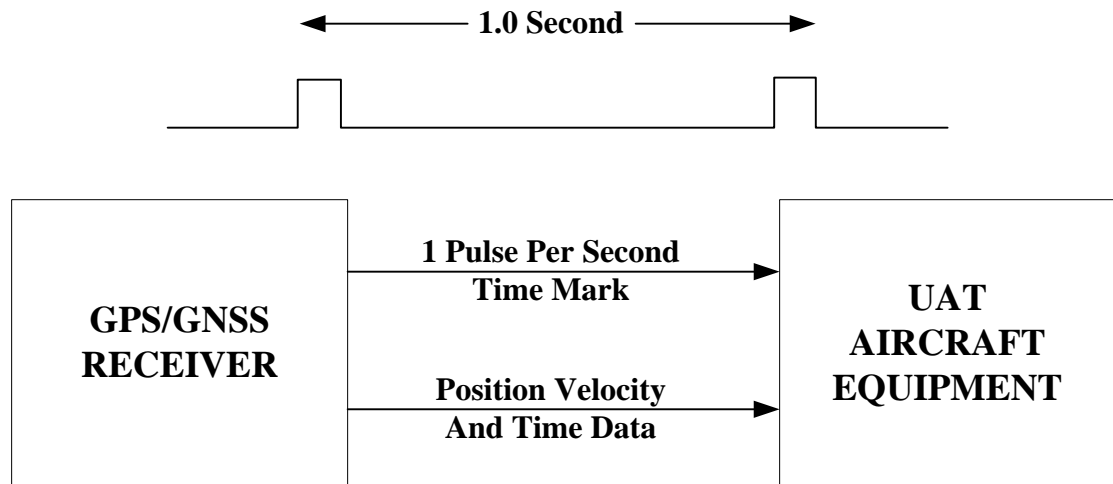 1.0 Second
1 Pulse Per Second
Time Mark
GPS/GNSS
RECEIVER
UAT
AIRCRAFT
EQUIPMENT
Position Velocity
And Time Data